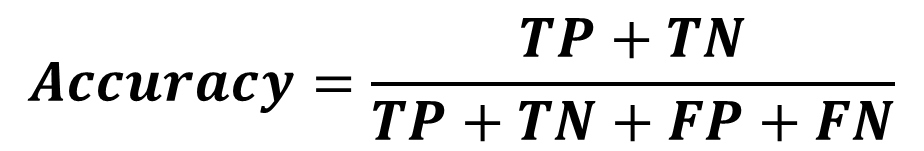 TP + TN
Accuracy =
TP + TN + FP + FN